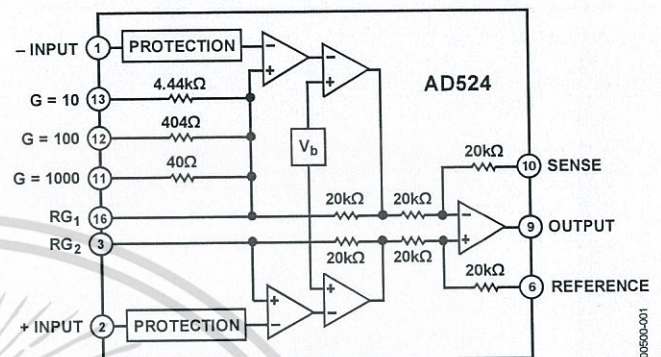 – INPUT 1 PROTECTION – – +
+ – +
AD524
G = 10 13 4.44kΩ
G = 100 12 404Ω
Vb
G = 1000 11 40Ω
20kΩ 10 SENSE
RG1 16 20kΩ 20kΩ –
9 OUTPUT
RG2 3 20kΩ 20kΩ +
20kΩ 6 REFERENCE
+ +
+ INPUT 2 PROTECTION – –
00500-001